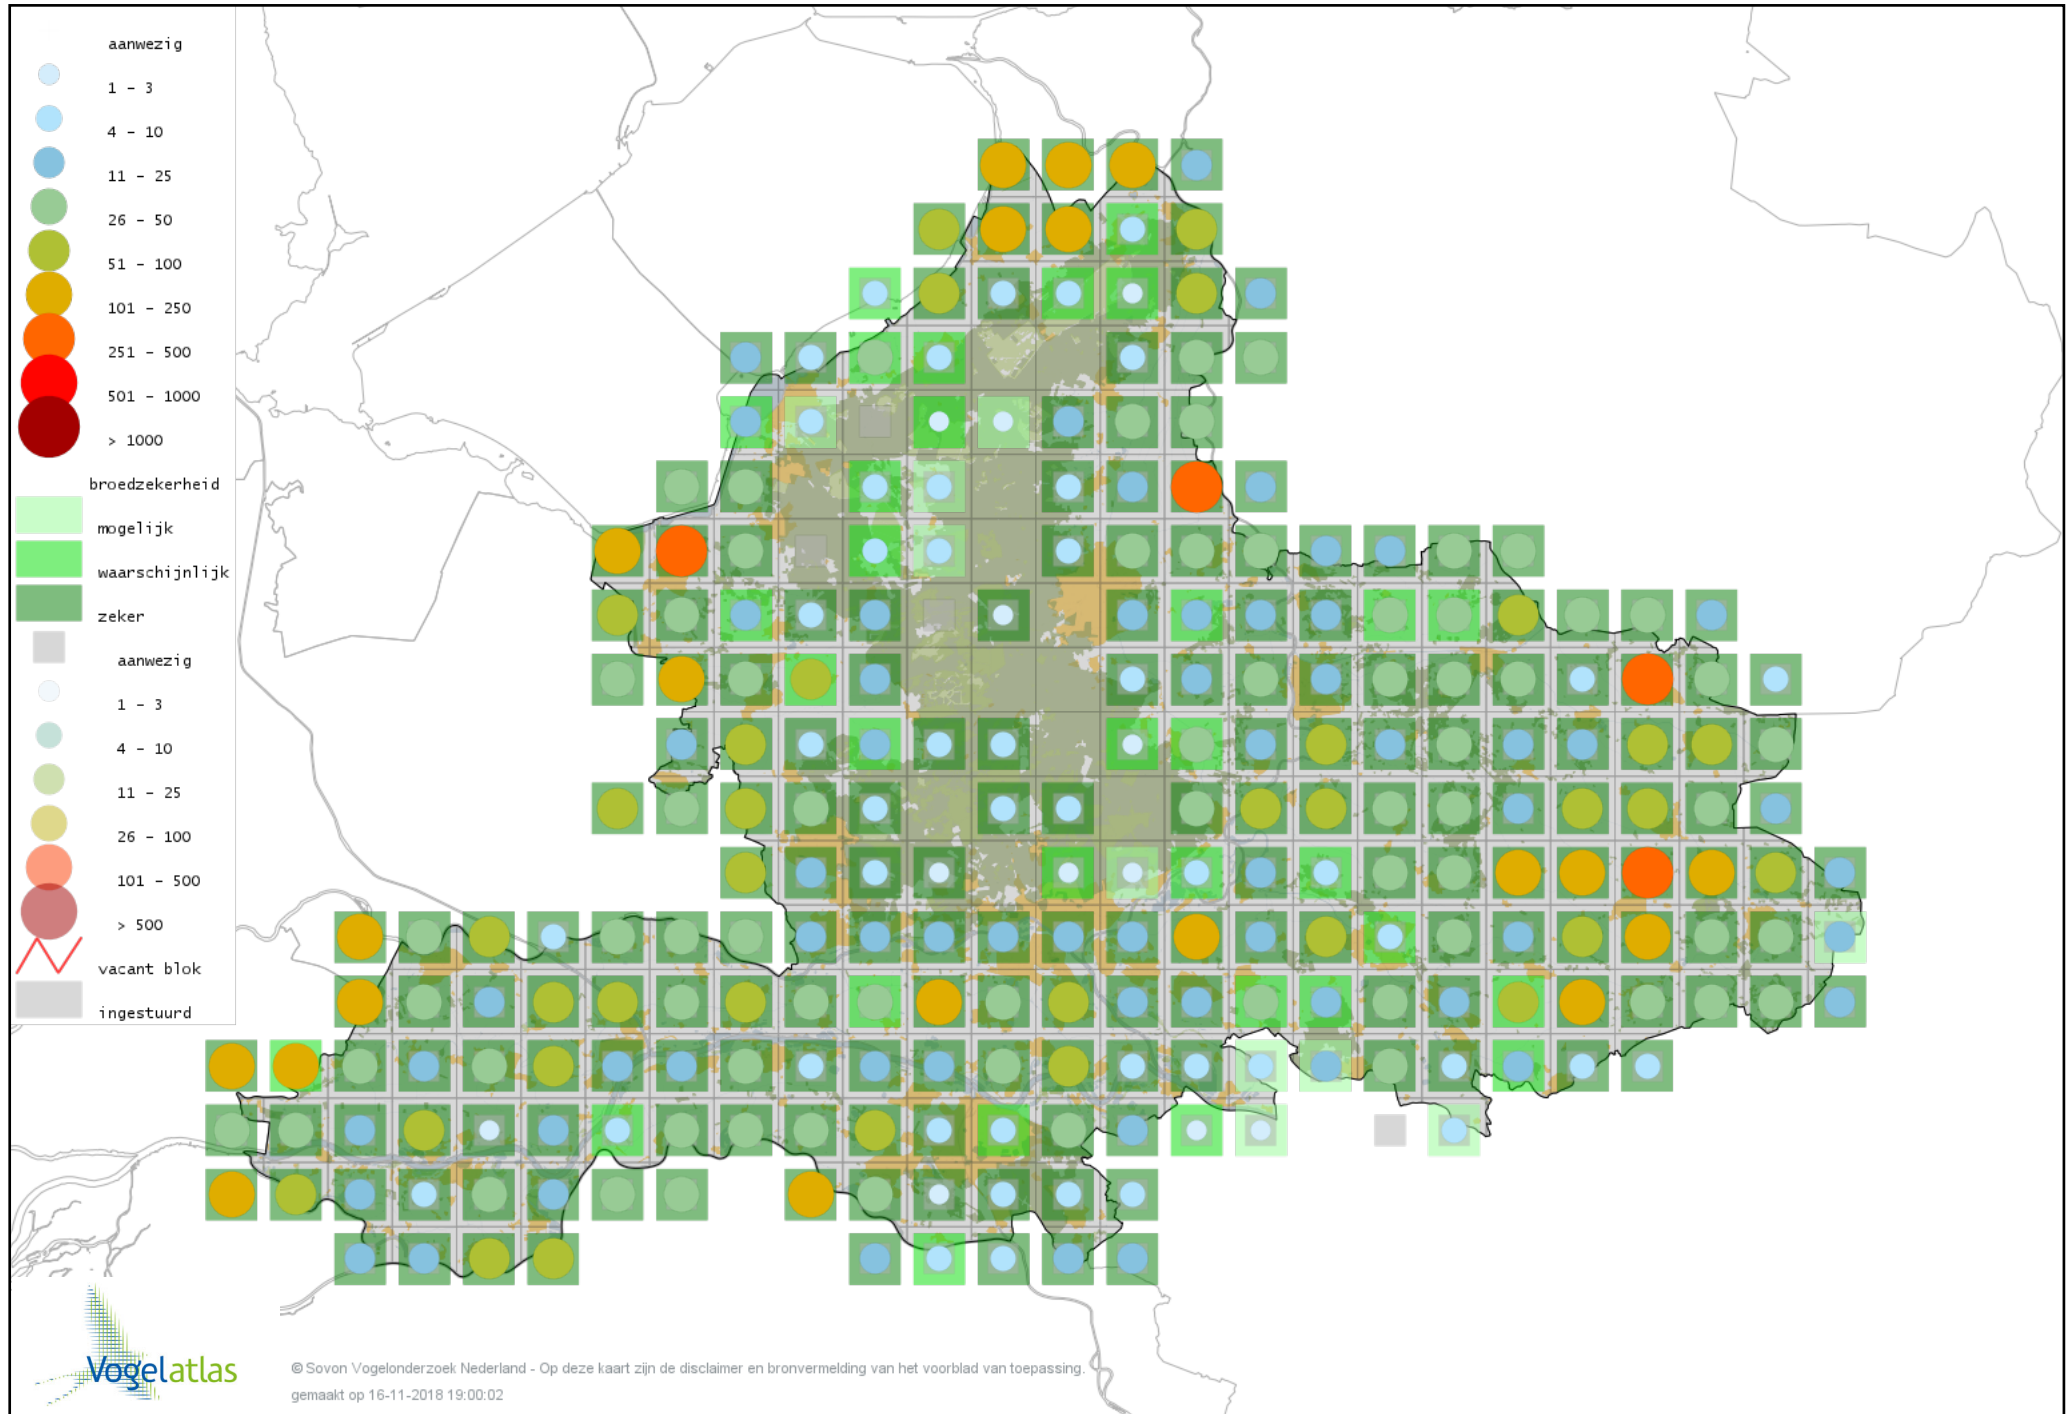 aanwezig
1 - 3
4 - 10
11 - 25
26 - 50
51 - 100
101 - 250
251 - 500
501 - 1000
> 1000
broedzekerheid
mogelijk
waarschijnlijk
zeker
aanwezig
1 - 3
4 - 10
11 - 25
26 - 100
101 - 500
> 500
vacant blok
ingestuurd
Vogelatlas
© Sovon Vogelonderzoek Nederland - Op deze kaart zijn de disclaimer en bronvermelding van het voorblad van toepassing.
gemaakt op 16-11-2018 19:00:02